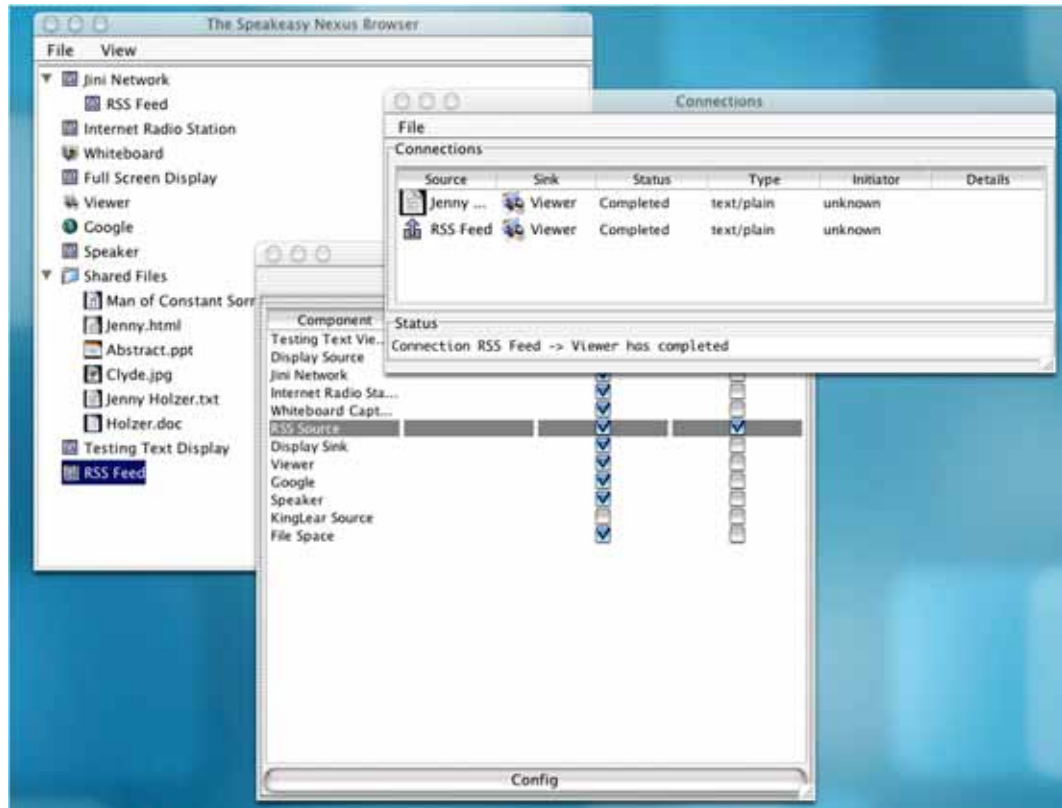 The Speakeasy Nexus Browser
File View
Jini Network
RSS Feed
Internet Radio Station
Whiteboard
Full Screen Display
Viewer
Google
Speaker
Shared Files
Man of Constant Sorr
Jenny.html
Abstract.ppt
Clyde.jpg
Jenny Holzer.txt
Holzer.doc
Testing Text Display
RSS Feed
Connections
File
Connections
Source Sink Status Type Initiator Details
Jenny ... Viewer Completed text/plain unknown
RSS Feed Viewer Completed text/plain unknown
Status
Connection RSS Feed -> Viewer has completed
Component
Testing Text Vie...
Display Source
Jini Network
Internet Radio Sta...
Whiteboard Capt...
RSS Source
Display Sink
Viewer
Google
Speaker
KingLear Source
File Space
Config